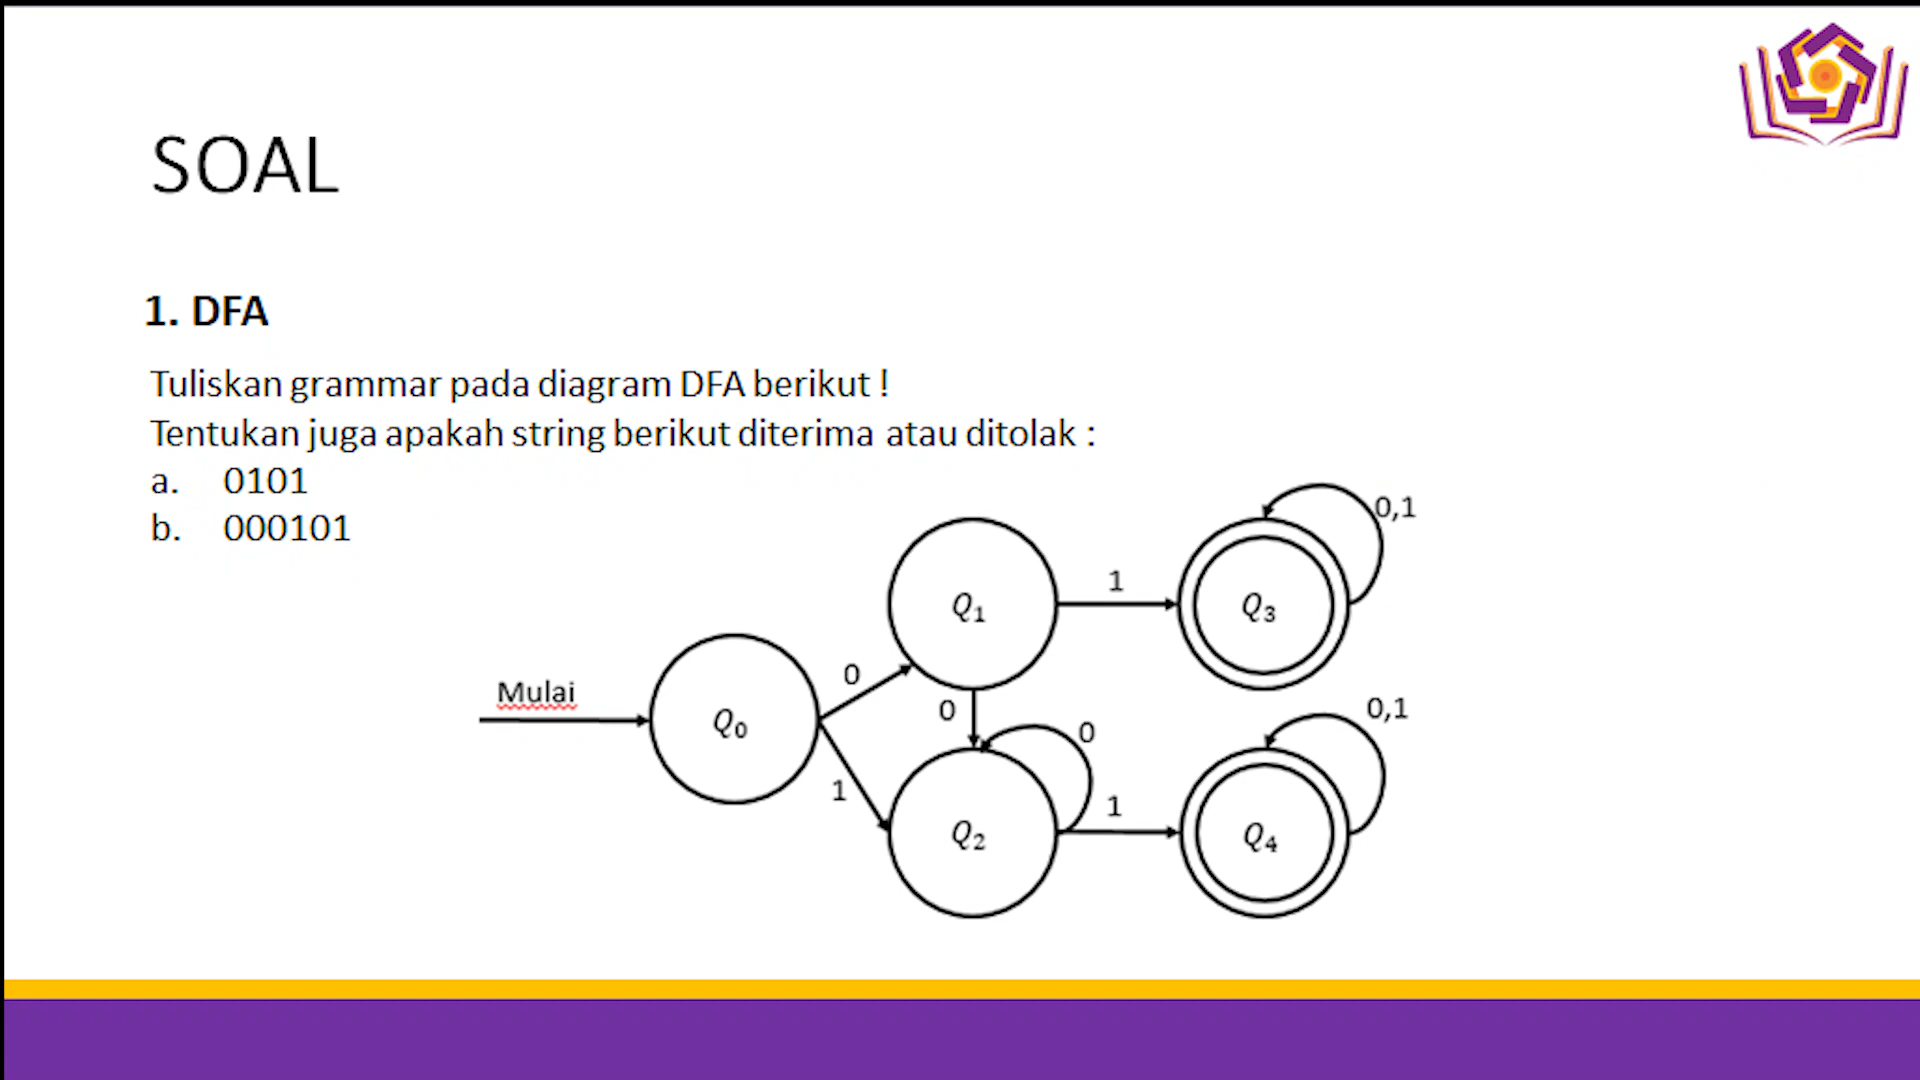 SOAL
1. DFA
Tuliskan grammar pada diagram DFA berikut !
Tentukan juga apakah string berikut diterima atau ditolak :
a. 0101
b. 000101
0,1
Q₁
1
Q₃
0
Mulai
Q₀
0
0
0,1
1
1
Q₂
Q₄